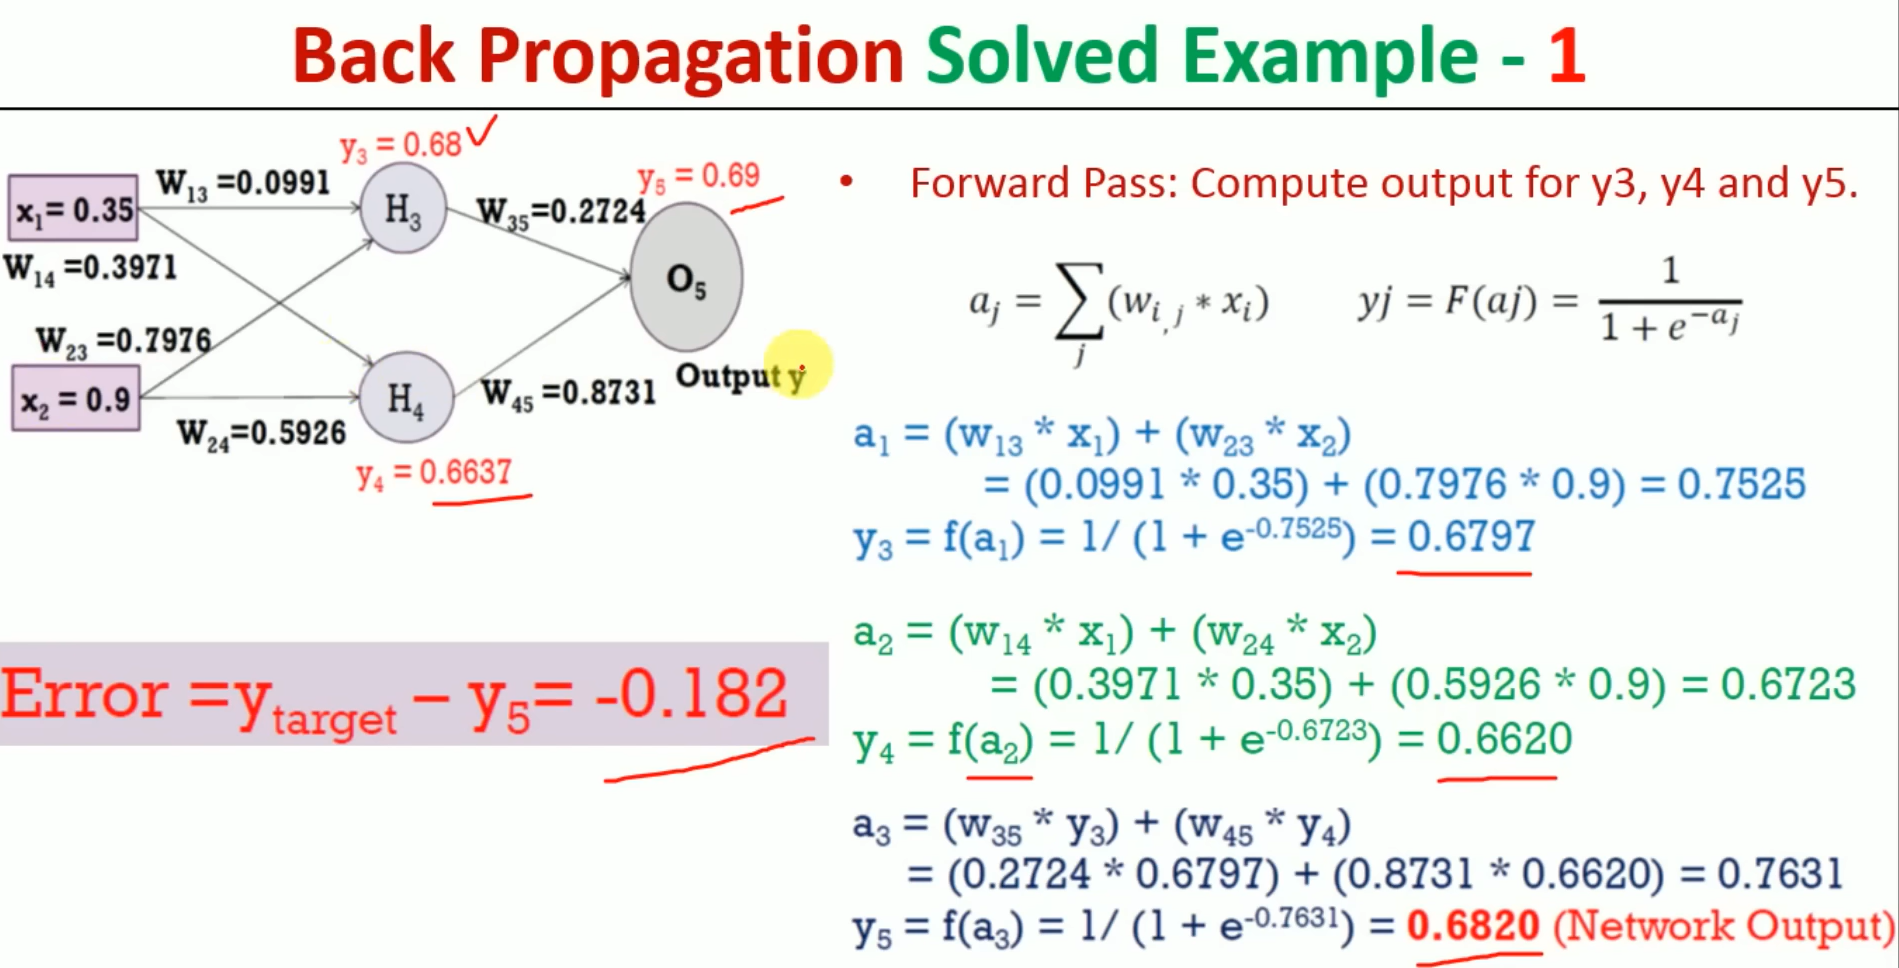 Back Propagation Solved Example - 1
y3 = 0.68
W13 =0.0991
y5 = 0.69
x1= 0.35
H3
W35=0.2724
W14 =0.3971
O5
W23 =0.7976
x2 = 0.9
H4
W45 =0.8731
Output y
W24=0.5926
y4 = 0.6637
Error =ytarget – y5= -0.182
• Forward Pass: Compute output for y3, y4 and y5.
aj = ∑j (wi,j * xi) yj = F(aj) = 1 / (1 + e^-aj)
a1 = (w13 * x1) + (w23 * x2)
= (0.0991 * 0.35) + (0.7976 * 0.9) = 0.7525
y3 = f(a1) = 1/ (1 + e^-0.7525) = 0.6797
a2 = (w14 * x1) + (w24 * x2)
= (0.3971 * 0.35) + (0.5926 * 0.9) = 0.6723
y4 = f(a2) = 1/ (1 + e^-0.6723) = 0.6620
a3 = (w35 * y3) + (w45 * y4)
= (0.2724 * 0.6797) + (0.8731 * 0.6620) = 0.7631
y5 = f(a3) = 1/ (1 + e^-0.7631) = 0.6820 (Network Output)